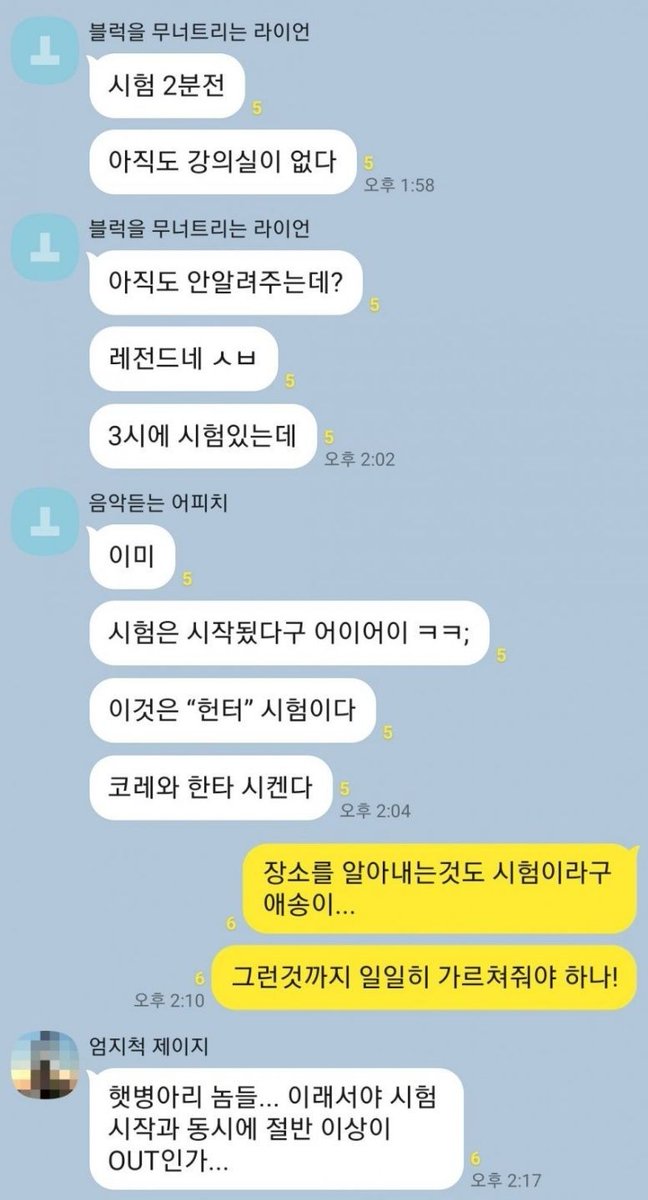 블럭을 무너트리는 라이언
시험 2분전
5
아직도 강의실이 없다
5
오후 1:58
블럭을 무너트리는 라이언
아직도 안알려주는데?
5
레전드네 ㅅㅂ
5
3시에 시험있는데
5
오후 2:02
음악듣는 어피치
이미
5
시험은 시작됬다구 어이어이 ㅋㅋ;
5
이것은 “헌터” 시험이다
5
코레와 한타 시켄다
5
오후 2:04
장소를 알아내는것도 시험이라구
애송이...
6
그런것까지 일일히 가르쳐줘야 하나!
6
오후 2:10
엄지척 제이지
햇병아리 놈들... 이래서야 시험
시작과 동시에 절반 이상이
OUT인가...
6
오후 2:17